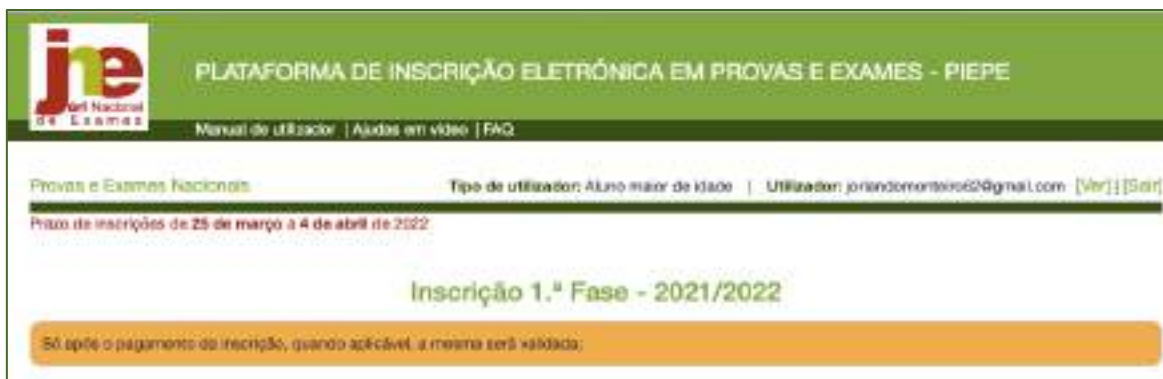 jne
Júri Nacional
de Exames
PLATAFORMA DE INSCRIÇÃO ELETRÓNICA EM PROVAS E EXAMES - PIEPE
Manual de utilizador | Ajudas em vídeo | FAQ
Provas e Exames Nacionais Tipo de utilizador: Aluno maior de idade | Utilizador: joriandomonteiro62@gmail.com [Ver] | [Sair]
Prazo de inscrições de 25 de março a 4 de abril de 2022
Inscrição 1.ª Fase - 2021/2022
Só após o pagamento da inscrição, quando aplicável, a mesma será validada;